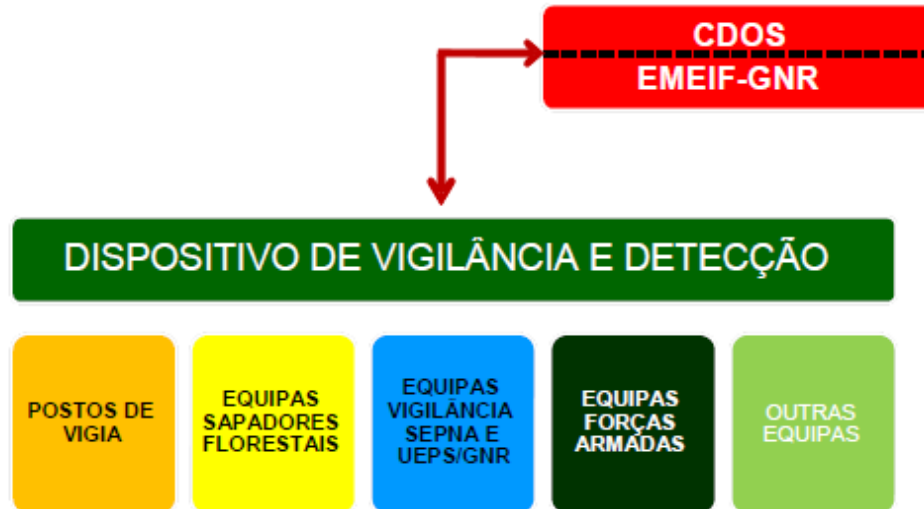 CDOS
EMEIF-GNR
DISPOSITIVO DE VIGILÂNCIA E DETECÇÃO
POSTOS DE
VIGIA
EQUIPAS
SAPADORES
FLORESTAIS
EQUIPAS
VIGILÂNCIA
SEPNA E
UEPS/GNR
EQUIPAS
FORÇAS
ARMADAS
OUTRAS
EQUIPAS